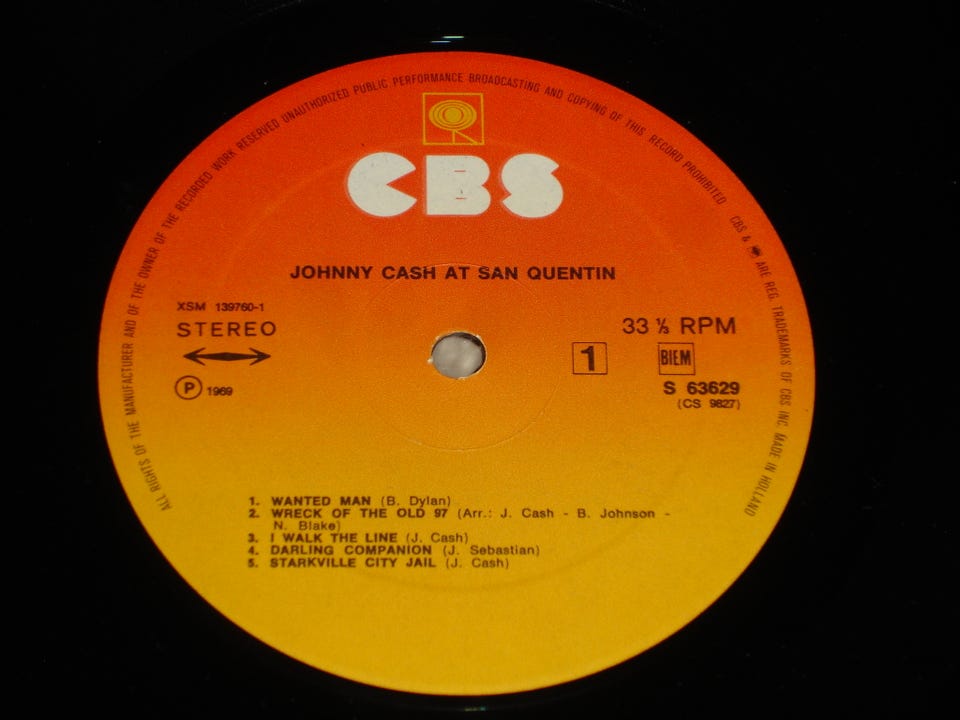 ALL RIGHTS OF THE MANUFACTURER AND OF THE OWNER OF THE RECORDED WORK RESERVED UNAUTHORIZED PUBLIC PERFORMANCE BROADCASTING AND COPYING OF THIS RECORD PROHIBITED CBS & ARE REG. TRADEMARKS OF CBS INC MADE IN HOLLAND
CBS
JOHNNY CASH AT SAN QUENTIN
XSM 139760-1
STEREO
Ⓟ 1969
33 ⅓ RPM
1 BIEM
S 63629
(CS 9827)
1. WANTED MAN (B. Dylan)
2. WRECK OF THE OLD 97 (Arr.: J. Cash - B. Johnson -
N. Blake)
3. I WALK THE LINE (J. Cash)
4. DARLING COMPANION (J. Sebastian)
5. STARKVILLE CITY JAIL (J. Cash)